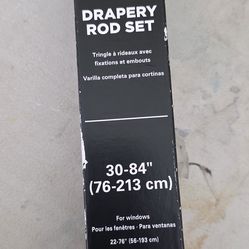 DRAPERY
ROD SET
Tringle à rideaux avec
fixations et embouts
Varilla completa para cortinas
30-84"
(76-213 cm)
For windows
Pour les fenêtres · Para ventanas
22-76" (56-193 cm)